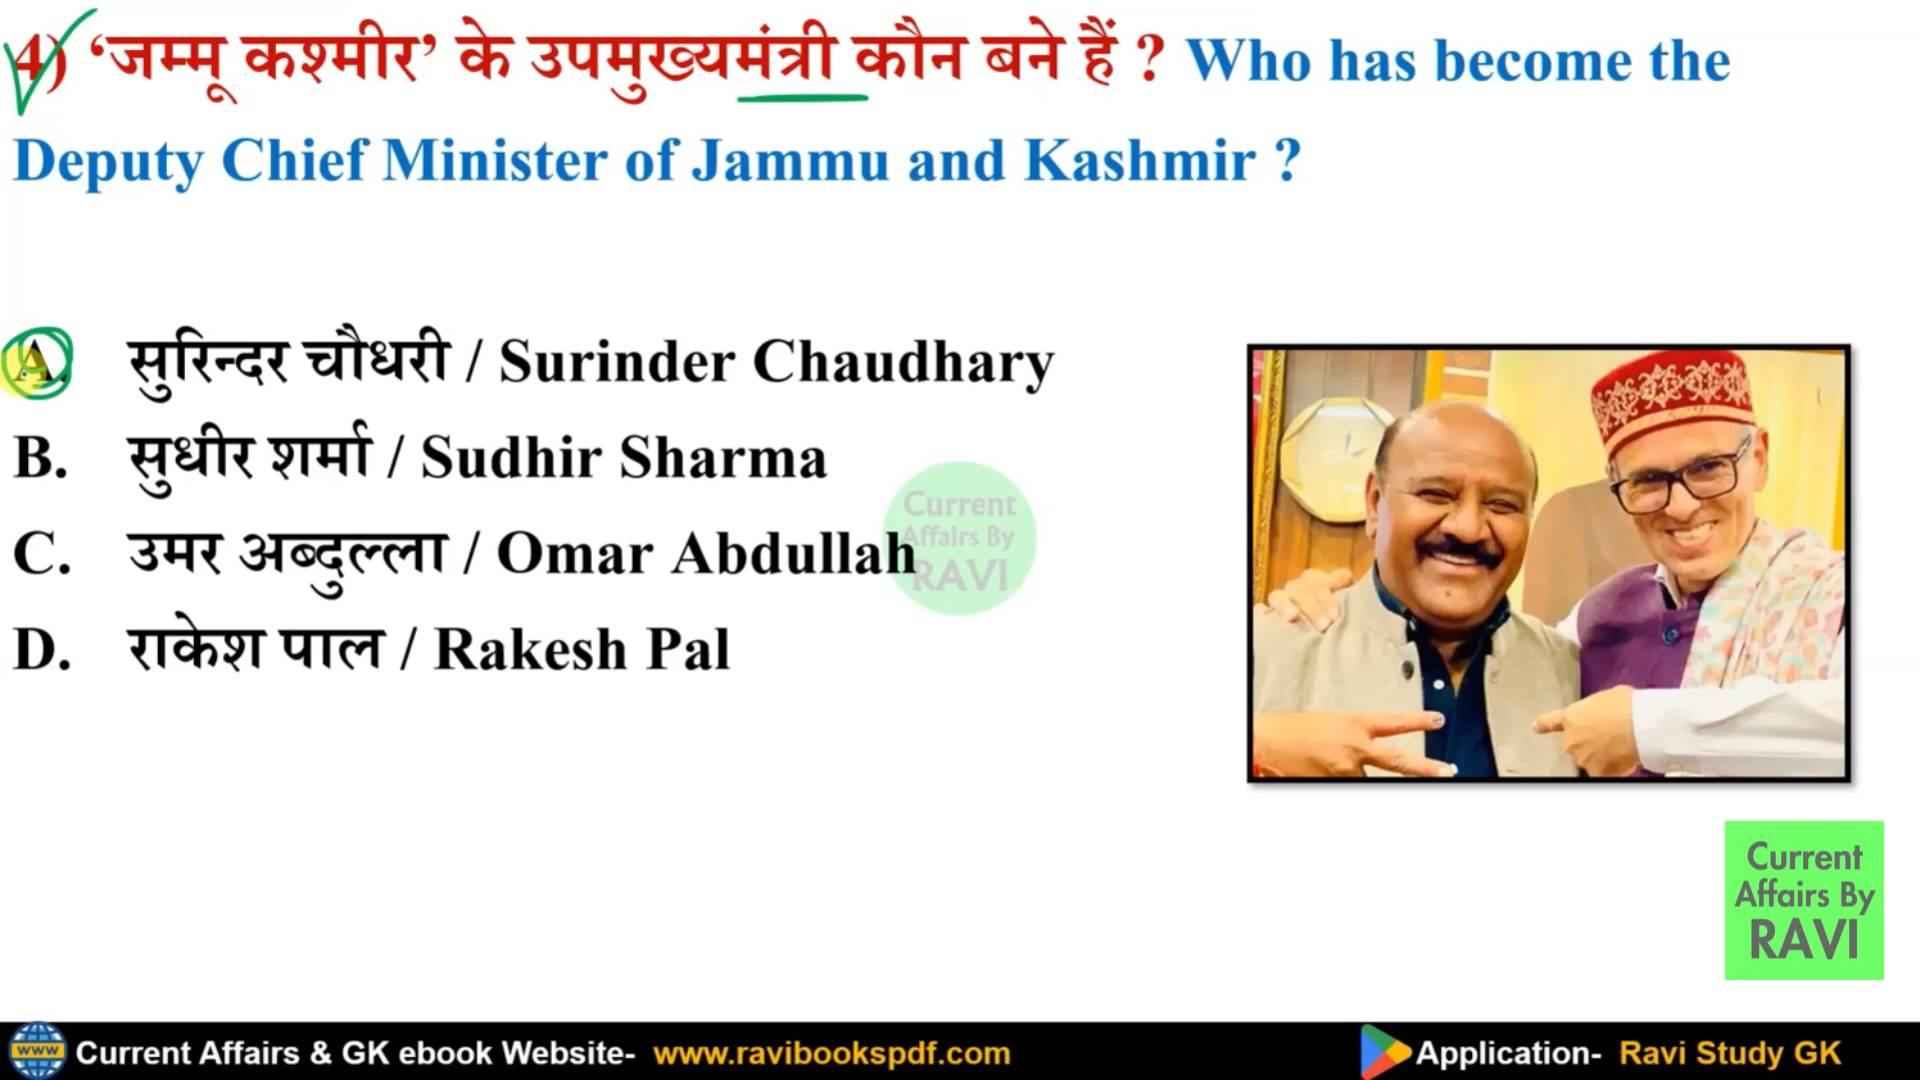 4) ‘जम्मू कश्मीर’ के उपमुख्यमंत्री कौन बने हैं ? Who has become the
Deputy Chief Minister of Jammu and Kashmir ?
A. सुरिन्दर चौधरी / Surinder Chaudhary
B. सुधीर शर्मा / Sudhir Sharma
C. उमर अब्दुल्ला / Omar Abdullah
D. राकेश पाल / Rakesh Pal
Current
Affairs By
RAVI
Current
Affairs By
RAVI
www Current Affairs & GK ebook Website- www.ravibookspdf.com Application- Ravi Study GK